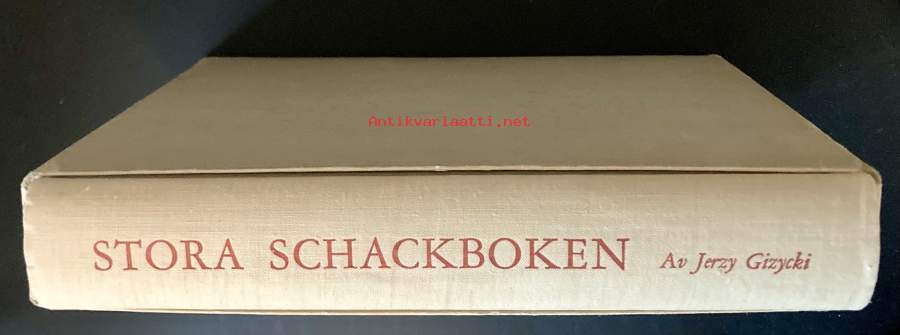 Antikvariaatti.net
STORA SCHACKBOKEN Av Jerzy Gizycki